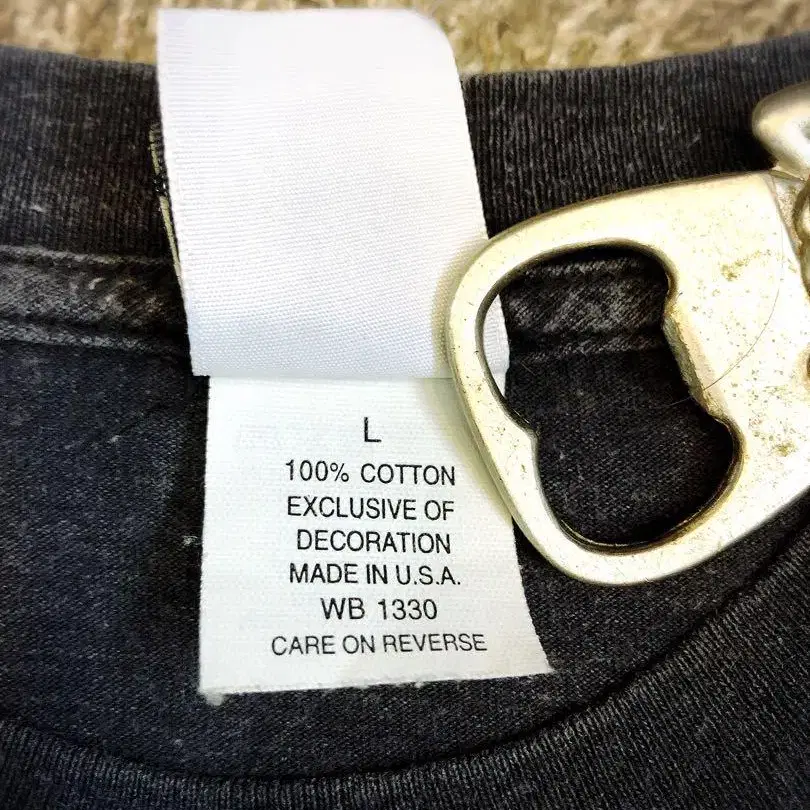 L
100% COTTON
EXCLUSIVE OF
DECORATION
MADE IN U.S.A.
WB 1330
CARE ON REVERSE